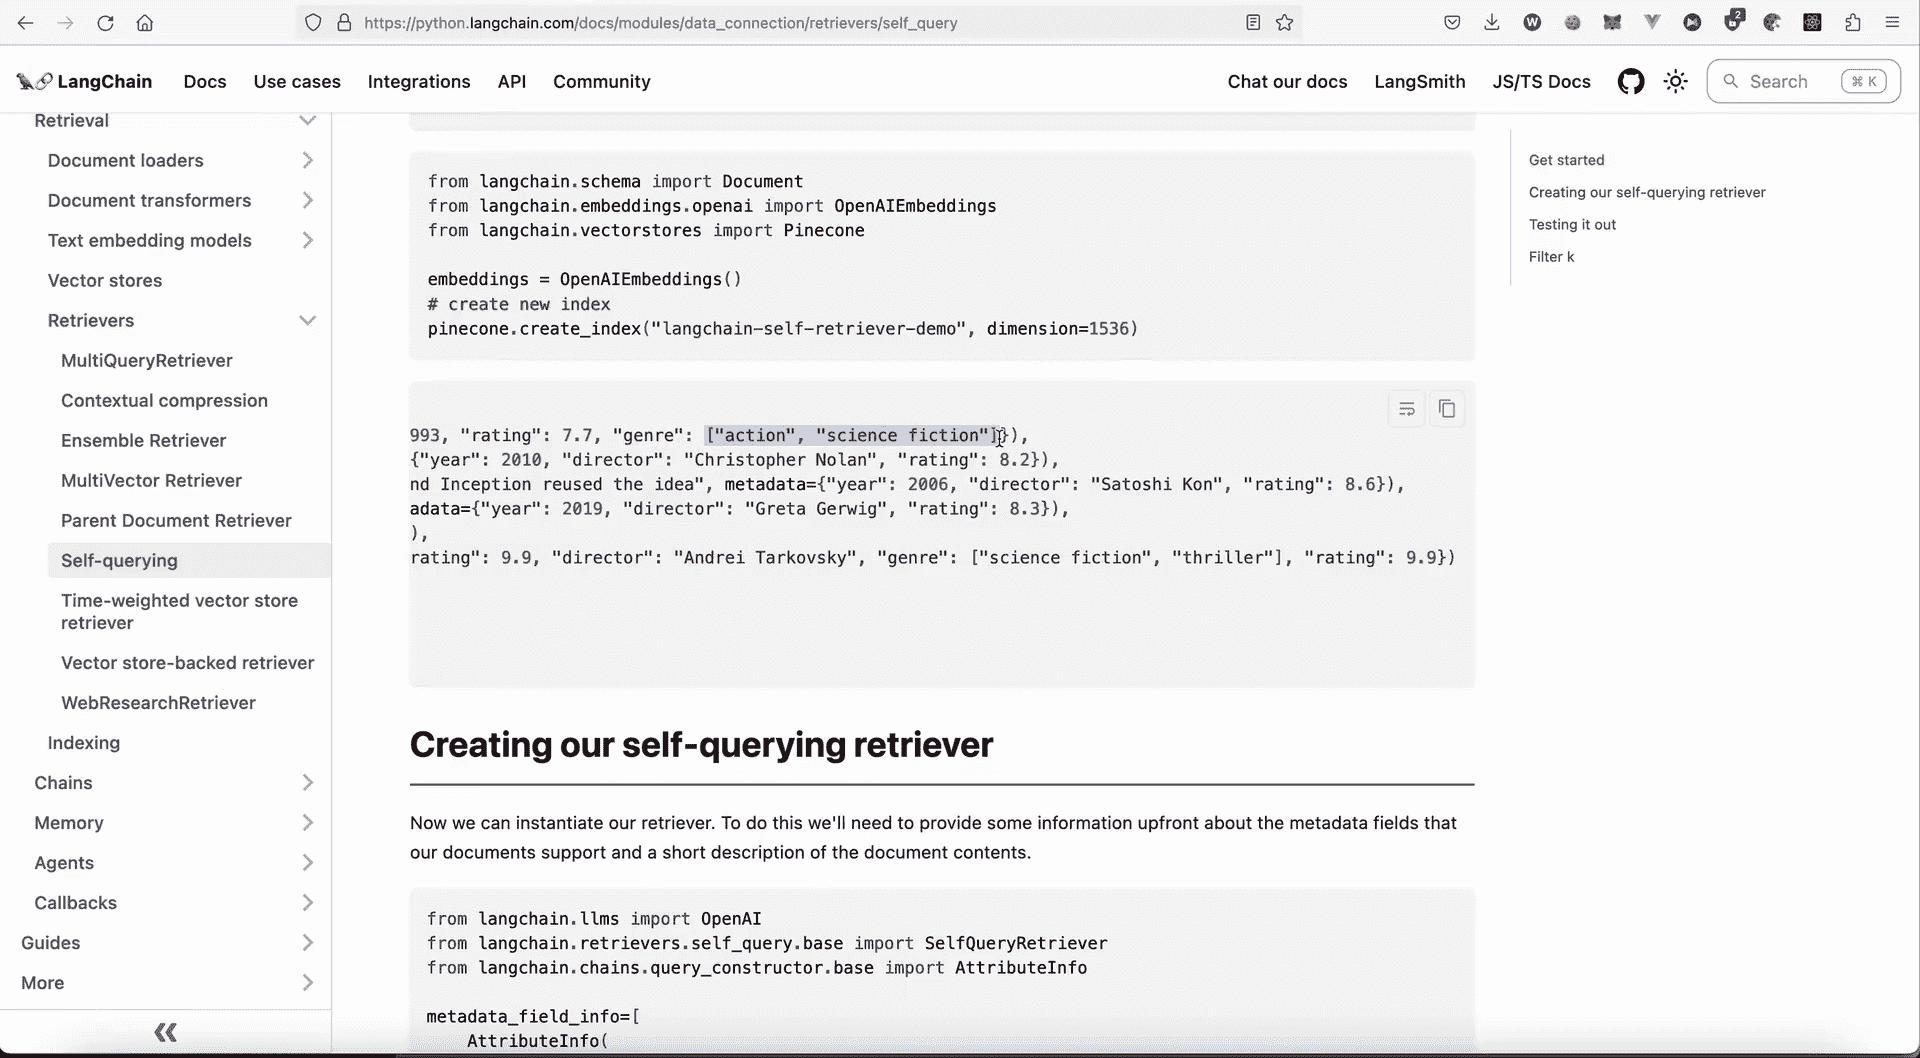 https://python.langchain.com/docs/modules/data_connection/retrievers/self_query
W
2
LangChain
Docs
Use cases
Integrations
API
Community
Chat our docs
LangSmith
JS/TS Docs
Search
⌘ K
Retrieval
Document loaders
Document transformers
Text embedding models
Vector stores
Retrievers
MultiQueryRetriever
Contextual compression
Ensemble Retriever
MultiVector Retriever
Parent Document Retriever
Self-querying
Time-weighted vector store
retriever
Vector store-backed retriever
WebResearchRetriever
Indexing
Chains
Memory
Agents
Callbacks
Guides
More
from langchain.schema import Document
from langchain.embeddings.openai import OpenAIEmbeddings
from langchain.vectorstores import Pinecone
embeddings = OpenAIEmbeddings()
# create new index
pinecone.create_index("langchain-self-retriever-demo", dimension=1536)
993, "rating": 7.7, "genre": ["action", "science fiction"]}),
{"year": 2010, "director": "Christopher Nolan", "rating": 8.2}),
nd Inception reused the idea", metadata={"year": 2006, "director": "Satoshi Kon", "rating": 8.6}),
adata={"year": 2019, "director": "Greta Gerwig", "rating": 8.3}),
),
rating": 9.9, "director": "Andrei Tarkovsky", "genre": ["science fiction", "thriller"], "rating": 9.9})
Creating our self-querying retriever
Now we can instantiate our retriever. To do this we'll need to provide some information upfront about the metadata fields that
our documents support and a short description of the document contents.
from langchain.llms import OpenAI
from langchain.retrievers.self_query.base import SelfQueryRetriever
from langchain.chains.query_constructor.base import AttributeInfo
metadata_field_info=[
AttributeInfo(
Get started
Creating our self-querying retriever
Testing it out
Filter k